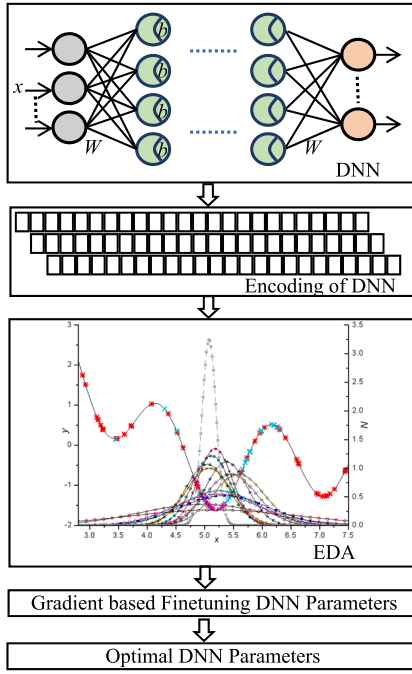 b
x
b
b
W
b
W
DNN
Encoding of DNN
3
2
1
0
-1
-2
y
3.5
3.0
2.5
2.0
1.5
1.0
0.5
0.0
N
3.0 3.5 4.0 4.5 5.0 5.5 6.0 6.5 7.0 7.5
x
EDA
Gradient based Finetuning DNN Parameters
Optimal DNN Parameters